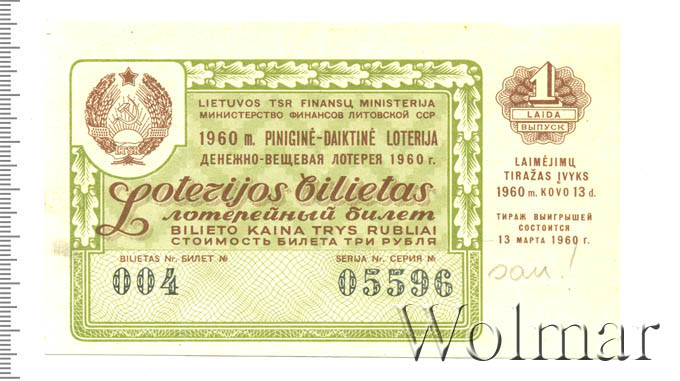 LIETUVOS TSR FINANSŲ MINISTERIJA
МИНИСТЕРСТВО ФИНАНСОВ ЛИТОВСКОЙ ССР
1960 m. PINIGINĖ-DAIKTINĖ LOTERIJA
ДЕНЕЖНО-ВЕЩЕВАЯ ЛОТЕРЕЯ 1960 г.
Loterijos bilietas
лотерейный билет
BILIETO KAINA TRYS RUBLIAI
СТОИМОСТЬ БИЛЕТА ТРИ РУБЛЯ
BILIETAS Nr. БИЛЕТ № SERIJA Nr. СЕРИЯ №
004 05596
1
LAIDA
ВЫПУСК
LAIMĖJIMŲ
TIRAŽAS ĮVYKS
1960 m. KOVO 13 d.
ТИРАЖ ВЫИГРЫШЕЙ
СОСТОИТСЯ
13 МАРТА 1960 г.
Wolmar